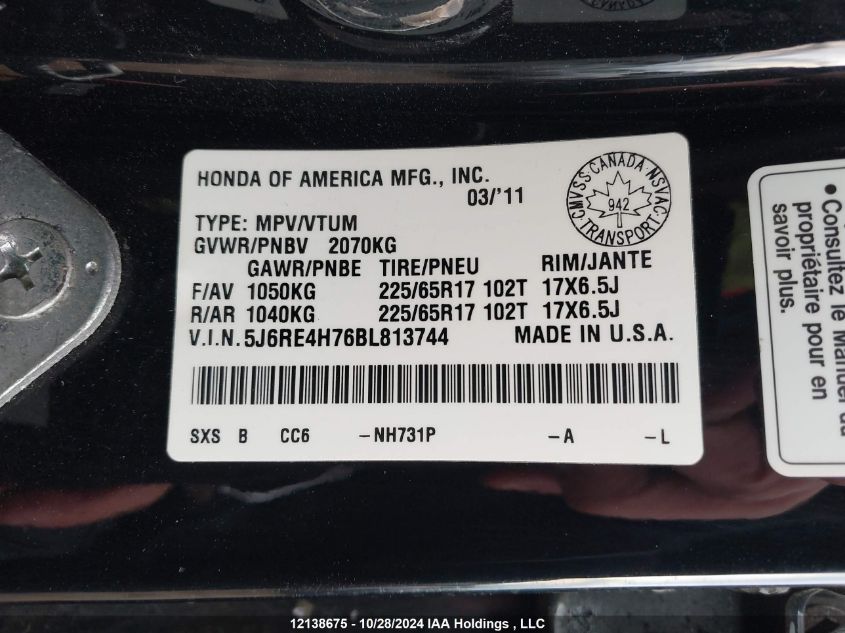 HONDA OF AMERICA MFG., INC.
03/'11
CMVSS CANADA NSVAC
942
TRANSPORT
TYPE: MPV/VTUM
GVWR/PNBV 2070KG
GAWR/PNBE TIRE/PNEU RIM/JANTE
F/AV 1050KG 225/65R17 102T 17X6.5J
R/AR 1040KG 225/65R17 102T 17X6.5J
V.I.N. 5J6RE4H76BL813744 MADE IN U.S.A.
SXS B CC6 -NH731P -A -L
• Consultez le Manuel du
propriétaire pour en
savoir plus.
12138675 - 10/28/2024 IAA Holdings , LLC